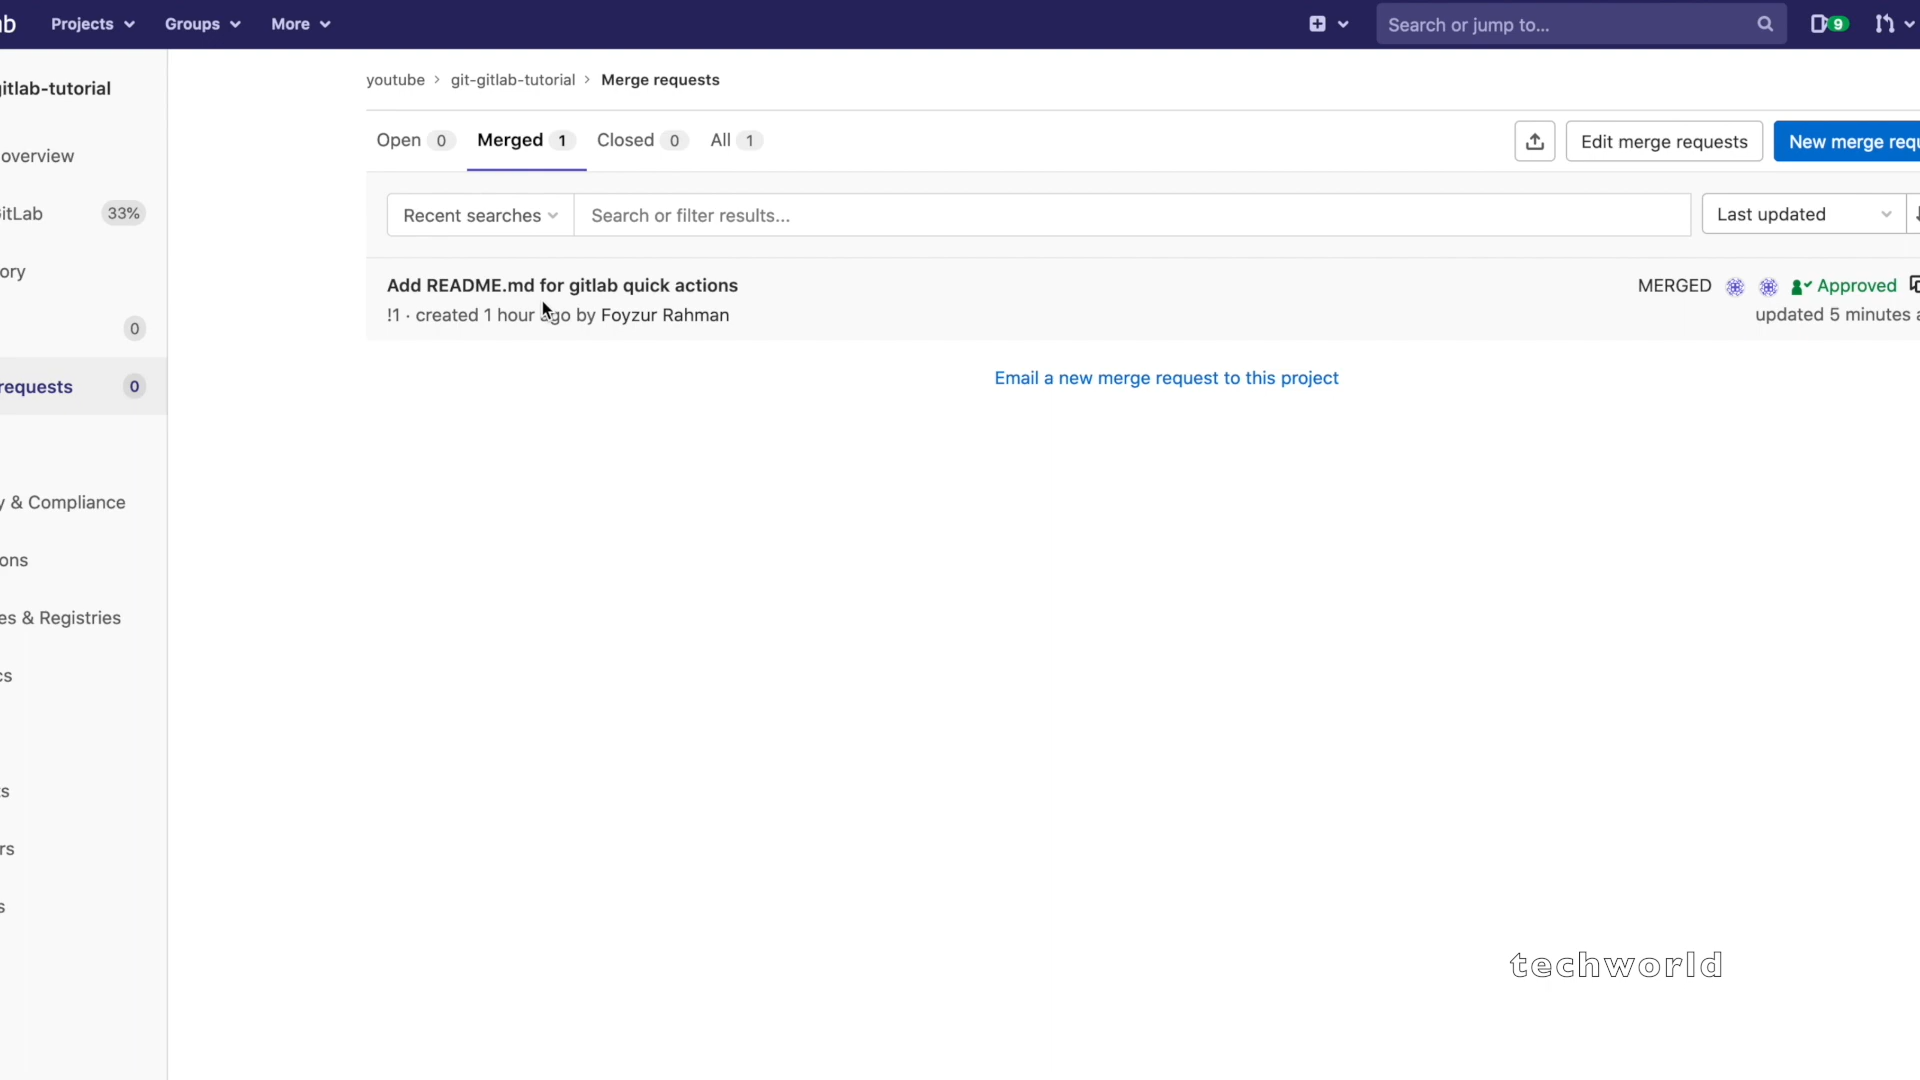 b Projects Groups More Search or jump to... 9
itlab-tutorial
youtube > git-gitlab-tutorial > Merge requests
Open 0 Merged 1 Closed 0 All 1 Edit merge requests New merge requ
overview
Recent searches Search or filter results... Last updated
itLab 33%
ory
Add README.md for gitlab quick actions MERGED Approved
!1 · created 1 hour ago by Foyzur Rahman updated 5 minutes a
0
requests 0
Email a new merge request to this project
y & Compliance
ons
es & Registries
cs
ts
rs
s
techworld